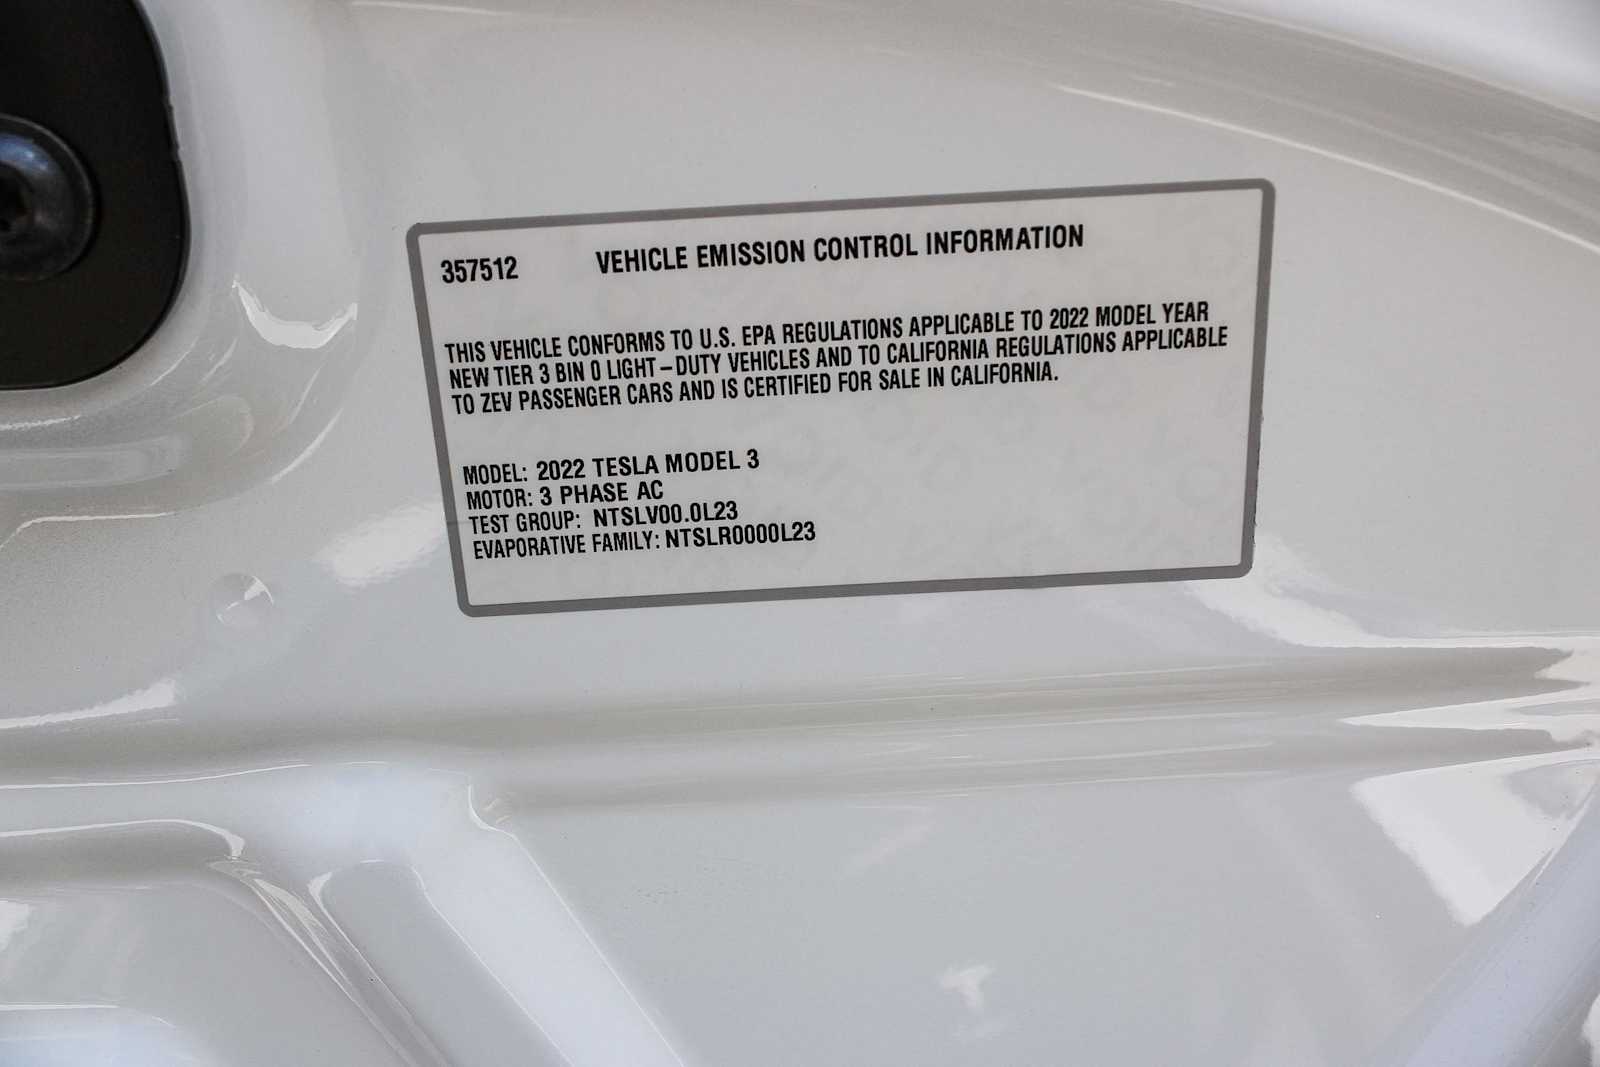 357512 VEHICLE EMISSION CONTROL INFORMATION
THIS VEHICLE CONFORMS TO U.S. EPA REGULATIONS APPLICABLE TO 2022 MODEL YEAR
NEW TIER 3 BIN 0 LIGHT-DUTY VEHICLES AND TO CALIFORNIA REGULATIONS APPLICABLE
TO ZEV PASSENGER CARS AND IS CERTIFIED FOR SALE IN CALIFORNIA.
MODEL: 2022 TESLA MODEL 3
MOTOR: 3 PHASE AC
TEST GROUP: NTSLV00.0L23
EVAPORATIVE FAMILY: NTSLR0000L23